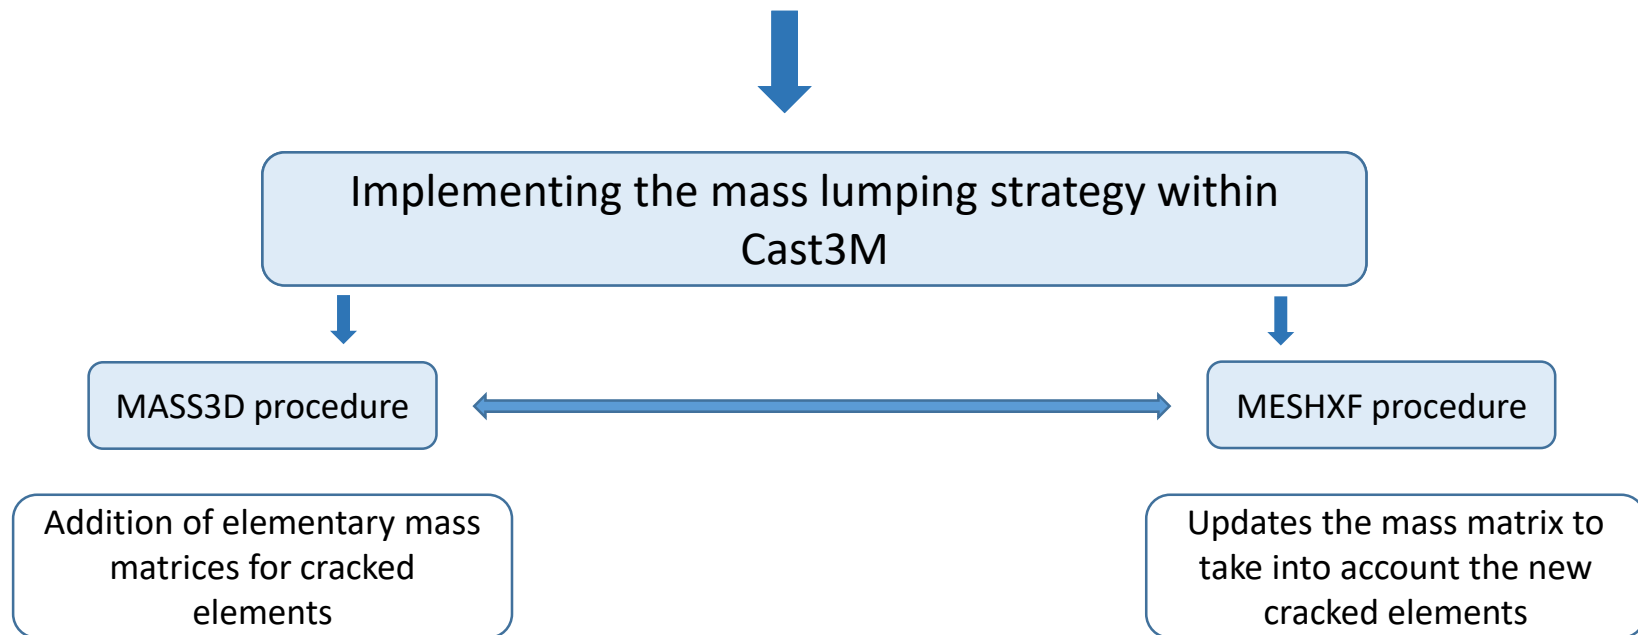 Implementing the mass lumping strategy within
Cast3M
MASS3D procedure
MESHXF procedure
Addition of elementary mass
matrices for cracked
elements
Updates the mass matrix to
take into account the new
cracked elements